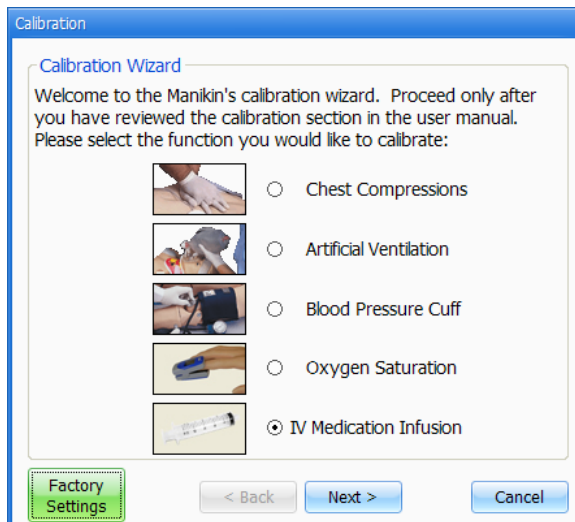 Calibration
Calibration Wizard
Welcome to the Manikin's calibration wizard.  Proceed only after
you have reviewed the calibration section in the user manual.
Please select the function you would like to calibrate:
Chest Compressions
Artificial Ventilation
Blood Pressure Cuff
Oxygen Saturation
IV Medication Infusion
Factory
Settings
< Back
Next >
Cancel